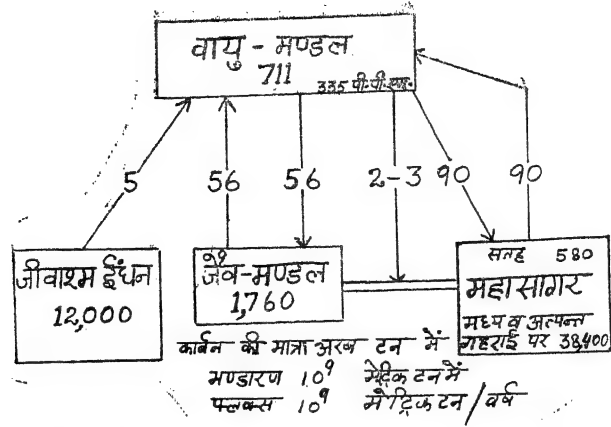 वायु - मण्डल
711
335 पी॰पी॰एम॰
5
56
56
2-3
90
90
जीवाश्म ईंधन
12,000
जैव-मण्डल
1,760
सतह 580
महासागर
मध्य व अत्यन्त
गहराई पर 38,400
कार्बन की मात्रा अरब टन में
भण्डारण 10⁹ मेट्रिक टन में
फ्लक्स 10⁹ मेट्रिक टन / वर्ष